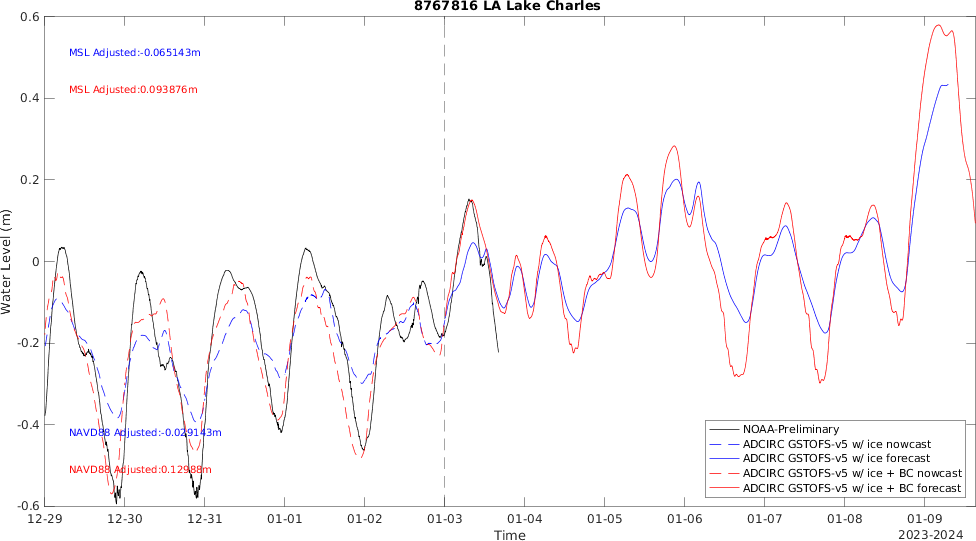 8767816 LA Lake Charles
MSL Adjusted:-0.065143m
MSL Adjusted:0.093876m
NAVD88 Adjusted:-0.029143m
NAVD88 Adjusted:0.12988m
Water Level (m)
0.6
0.4
0.2
0
-0.2
-0.4
-0.6
NOAA-Preliminary
ADCIRC GSTOFS-v5 w/ ice nowcast
ADCIRC GSTOFS-v5 w/ ice forecast
ADCIRC GSTOFS-v5 w/ ice + BC nowcast
ADCIRC GSTOFS-v5 w/ ice + BC forecast
12-29 12-30 12-31 01-01 01-02 01-03 01-04 01-05 01-06 01-07 01-08 01-09
Time
2023-2024